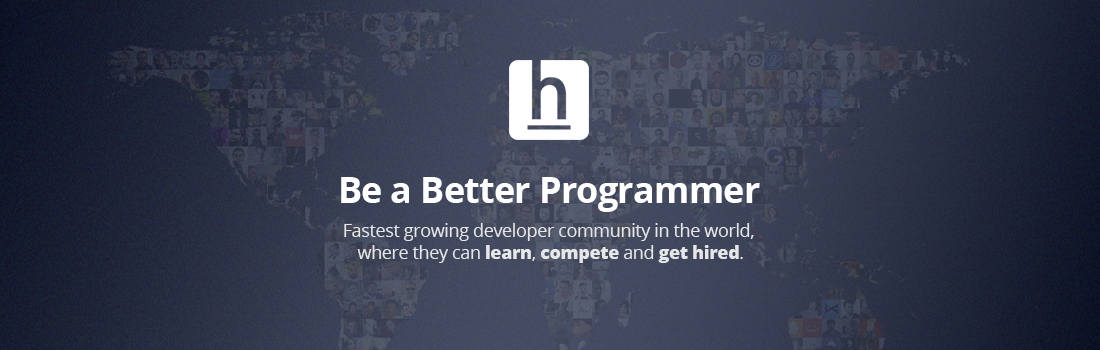 h
Be a Better Programmer
Fastest growing developer community in the world,
where they can learn, compete and get hired.